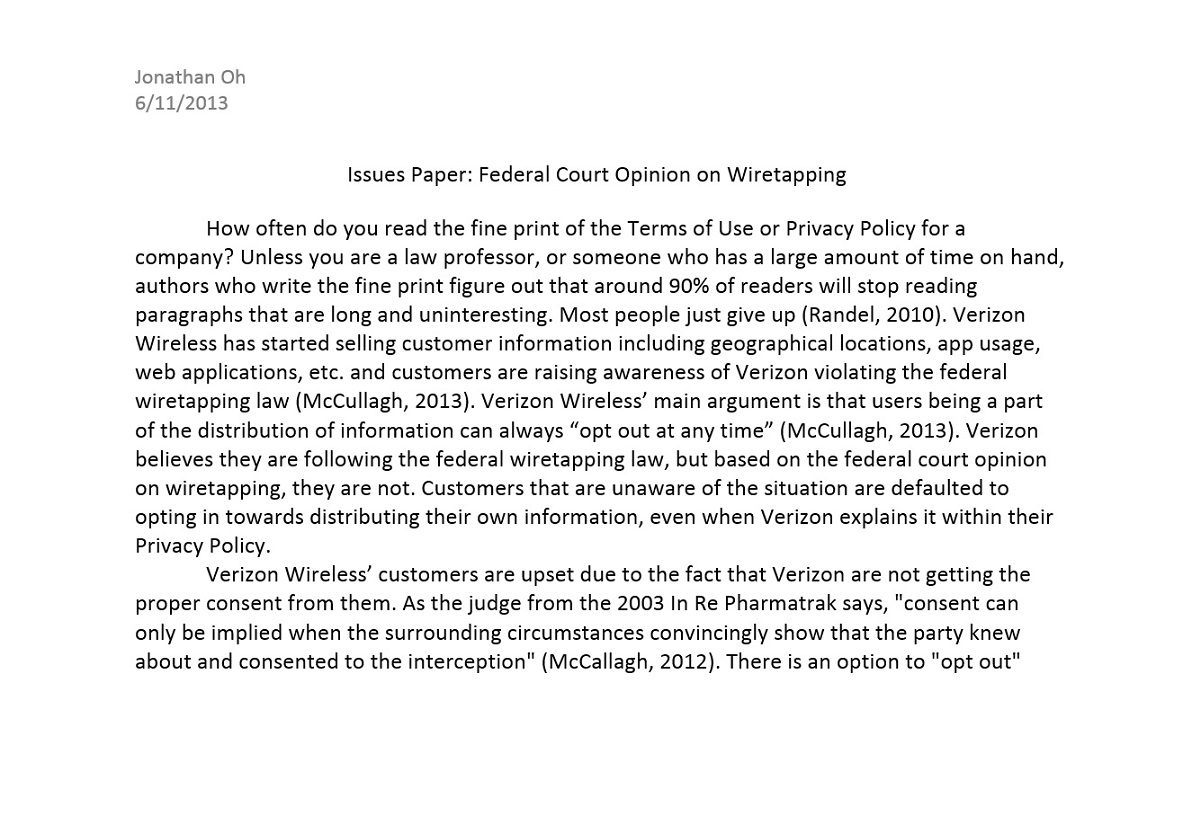 Jonathan Oh
6/11/2013
Issues Paper: Federal Court Opinion on Wiretapping
How often do you read the fine print of the Terms of Use or Privacy Policy for a
company? Unless you are a law professor, or someone who has a large amount of time on hand,
authors who write the fine print figure out that around 90% of readers will stop reading
paragraphs that are long and uninteresting. Most people just give up (Randel, 2010). Verizon
Wireless has started selling customer information including geographical locations, app usage,
web applications, etc. and customers are raising awareness of Verizon violating the federal
wiretapping law (McCullagh, 2013). Verizon Wireless’ main argument is that users being a part
of the distribution of information can always “opt out at any time” (McCullagh, 2013). Verizon
believes they are following the federal wiretapping law, but based on the federal court opinion
on wiretapping, they are not. Customers that are unaware of the situation are defaulted to
opting in towards distributing their own information, even when Verizon explains it within their
Privacy Policy.
Verizon Wireless’ customers are upset due to the fact that Verizon are not getting the
proper consent from them. As the judge from the 2003 In Re Pharmatrak says, "consent can
only be implied when the surrounding circumstances convincingly show that the party knew
about and consented to the interception" (McCallagh, 2012). There is an option to "opt out"